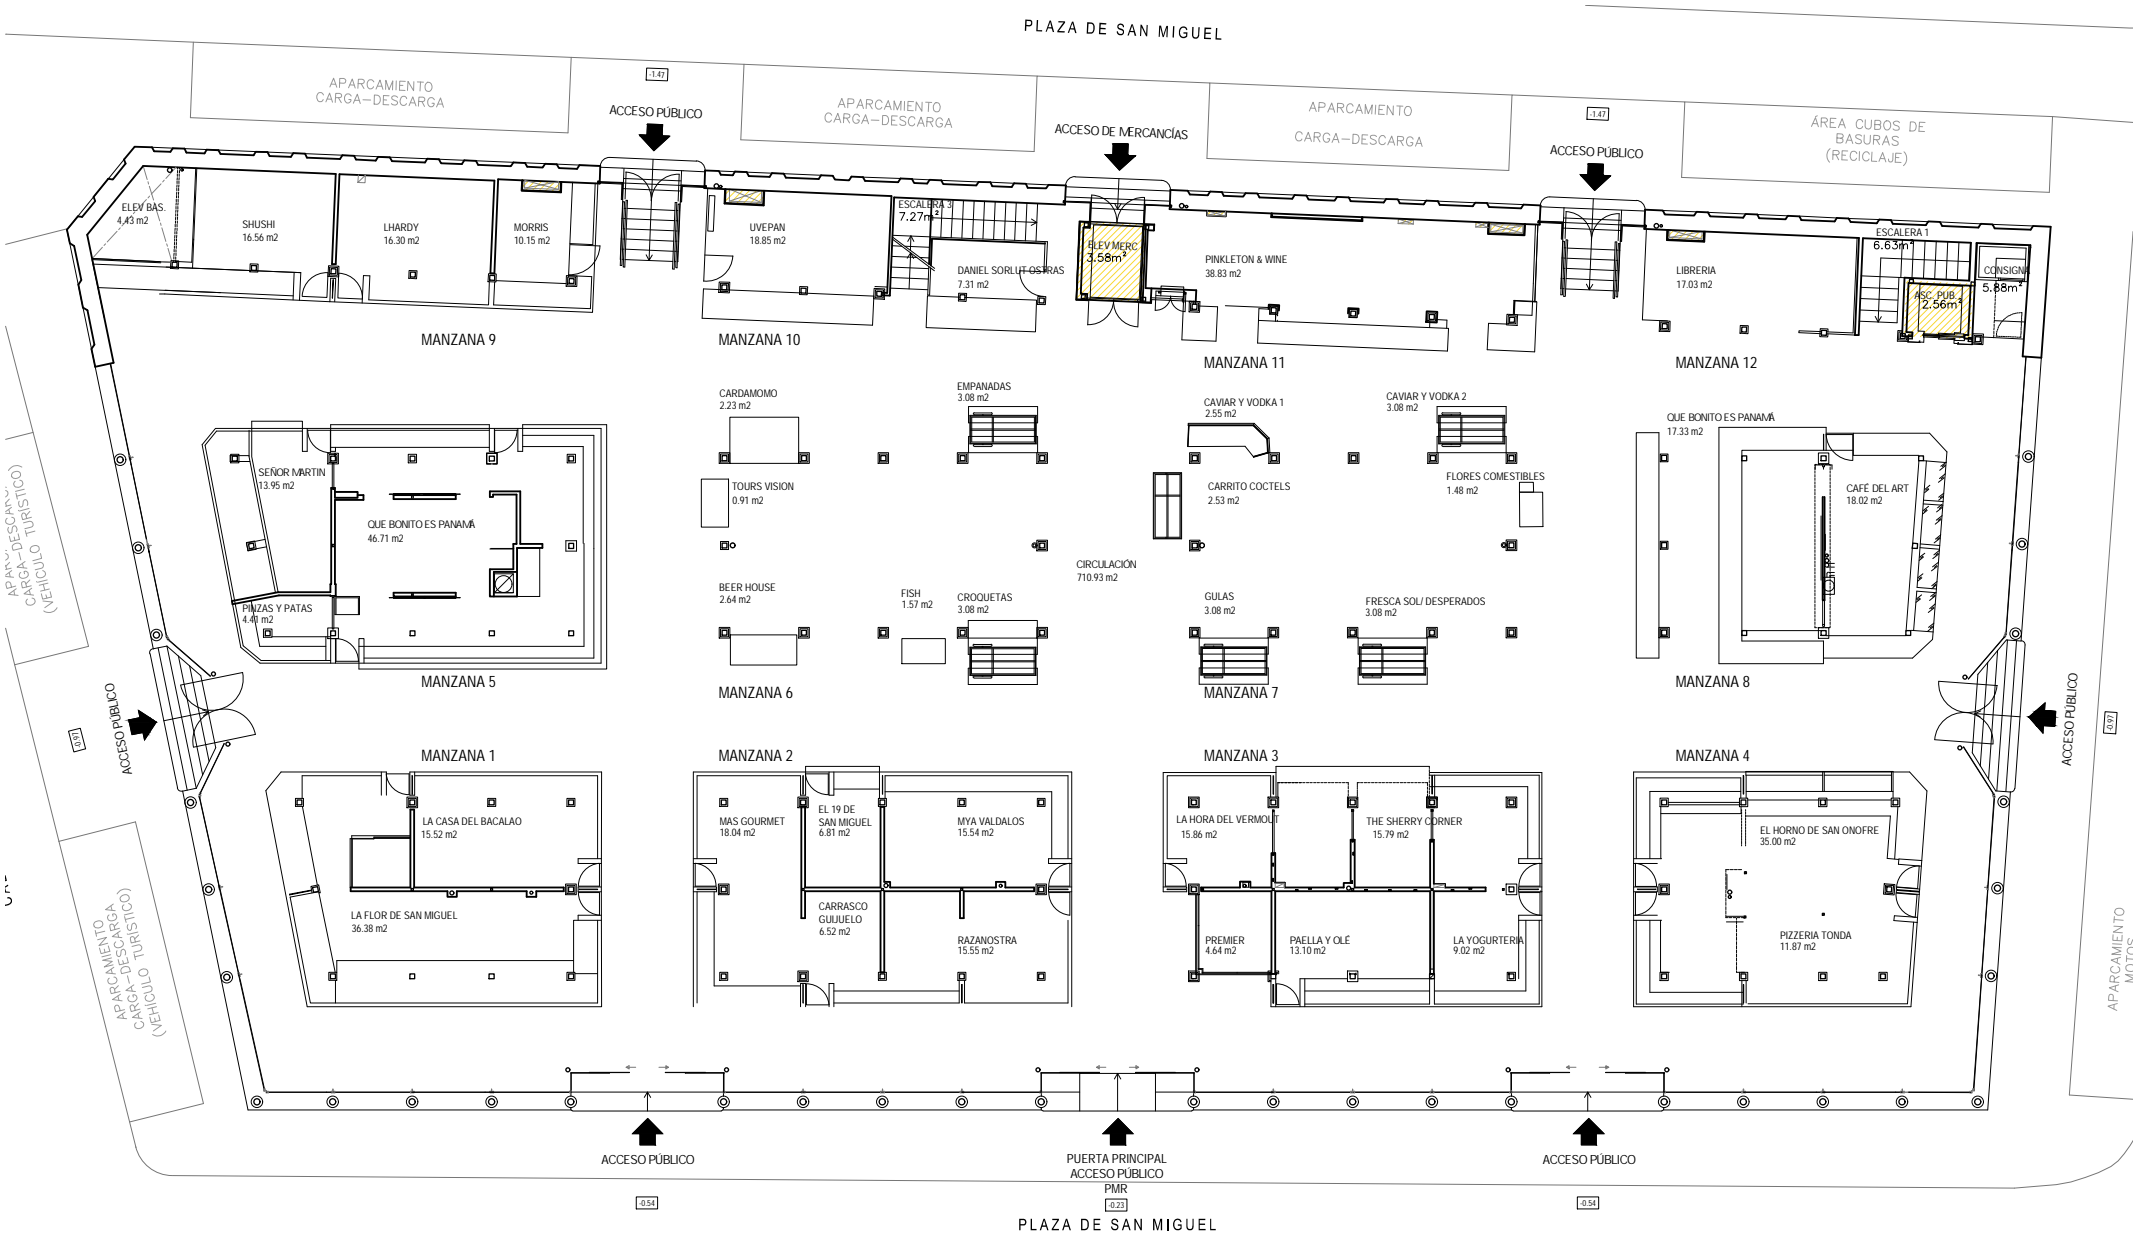 PLAZA DE SAN MIGUEL
APARCAMIENTO
CARGA-DESCARGA
-1.47
ACCESO PÚBLICO
APARCAMIENTO
CARGA-DESCARGA
ACCESO DE MERCANCÍAS
APARCAMIENTO
CARGA-DESCARGA
-1.47
ACCESO PÚBLICO
ÁREA CUBOS DE
BASURAS
(RECICLAJE)
ELEV BAS.
4.43 m2
SHUSHI
16.56 m2
LHARDY
16.30 m2
MORRIS
10.15 m2
UVEPAN
18.85 m2
ESCALERA 3
7.27m²
DANIEL SORLUT OSTRAS
7.31 m2
ELEV MERC
3.58m²
PINKLETON & WINE
38.83 m2
LIBRERIA
17.03 m2
ESCALERA 1
6.63m²
ASC. PUB.
2.56m²
CONSIGNA
5.88m²
MANZANA 9
MANZANA 10
MANZANA 11
MANZANA 12
CARDAMOMO
2.23 m2
EMPANADAS
3.08 m2
CAVIAR Y VODKA 1
2.55 m2
CAVIAR Y VODKA 2
3.08 m2
QUE BONITO ES PANAMÁ
17.33 m2
SEÑOR MARTIN
13.95 m2
QUE BONITO ES PANAMÁ
46.71 m2
TOURS VISION
0.91 m2
CARRITO COCTELS
2.53 m2
FLORES COMESTIBLES
1.48 m2
CAFÉ DEL ART
18.02 m2
CIRCULACIÓN
710.93 m2
PINZAS Y PATAS
4.41 m2
BEER HOUSE
2.64 m2
FISH
1.57 m2
CROQUETAS
3.08 m2
GULAS
3.08 m2
FRESCA SOL/ DESPERADOS
3.08 m2
MANZANA 5
MANZANA 6
MANZANA 7
MANZANA 8
CARGA-DESCARGA
(VEHÍCULO TURÍSTICO)
-0.97
ACCESO PÚBLICO
ACCESO PÚBLICO
-0.97
MANZANA 1
MANZANA 2
MANZANA 3
MANZANA 4
LA CASA DEL BACALAO
15.52 m2
MAS GOURMET
18.04 m2
EL 19 DE
SAN MIGUEL
6.81 m2
MYA VALDALOS
15.54 m2
LA HORA DEL VERMOUT
15.86 m2
THE SHERRY CORNER
15.79 m2
EL HORNO DE SAN ONOFRE
35.00 m2
LA FLOR DE SAN MIGUEL
36.38 m2
CARRASCO
GUIJUELO
6.52 m2
RAZANOSTRA
15.55 m2
PREMIER
4.64 m2
PAELLA Y OLÉ
13.10 m2
LA YOGURTERIA
9.02 m2
PIZZERIA TONDA
11.87 m2
APARCAMIENTO
CARGA-DESCARGA
(VEHÍCULO TURÍSTICO)
APARCAMIENTO
MOTOS
ACCESO PÚBLICO
-0.54
PUERTA PRINCIPAL
ACCESO PÚBLICO
PMR
-0.23
ACCESO PÚBLICO
-0.54
PLAZA DE SAN MIGUEL